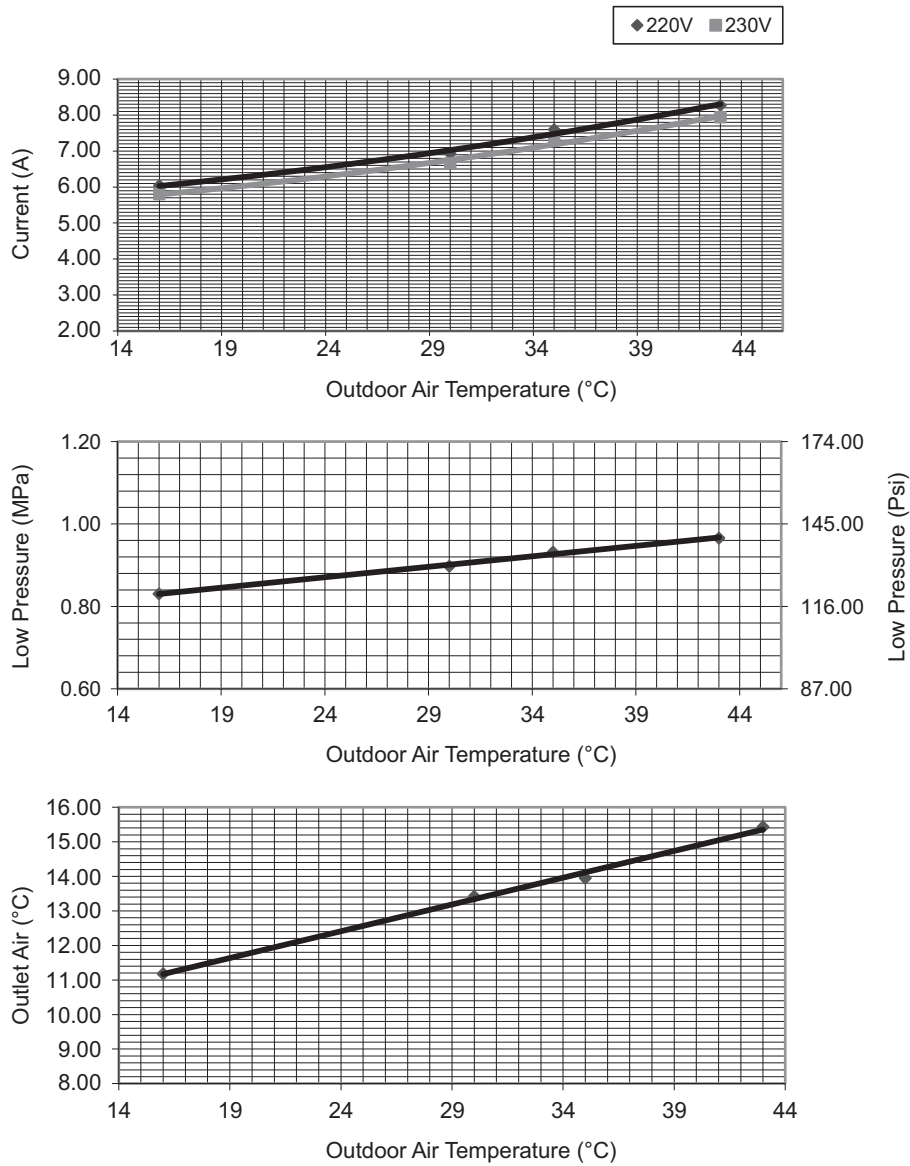 220V 230V
9.00
8.00
7.00
6.00
5.00
4.00
3.00
2.00
Current (A)
14 19 24 29 34 39 44
Outdoor Air Temperature (°C)
1.20
1.00
0.80
0.60
Low Pressure (MPa)
174.00
145.00
116.00
87.00
Low Pressure (Psi)
14 19 24 29 34 39 44
Outdoor Air Temperature (°C)
16.00
15.00
14.00
13.00
12.00
11.00
10.00
9.00
8.00
Outlet Air (°C)
14 19 24 29 34 39 44
Outdoor Air Temperature (°C)